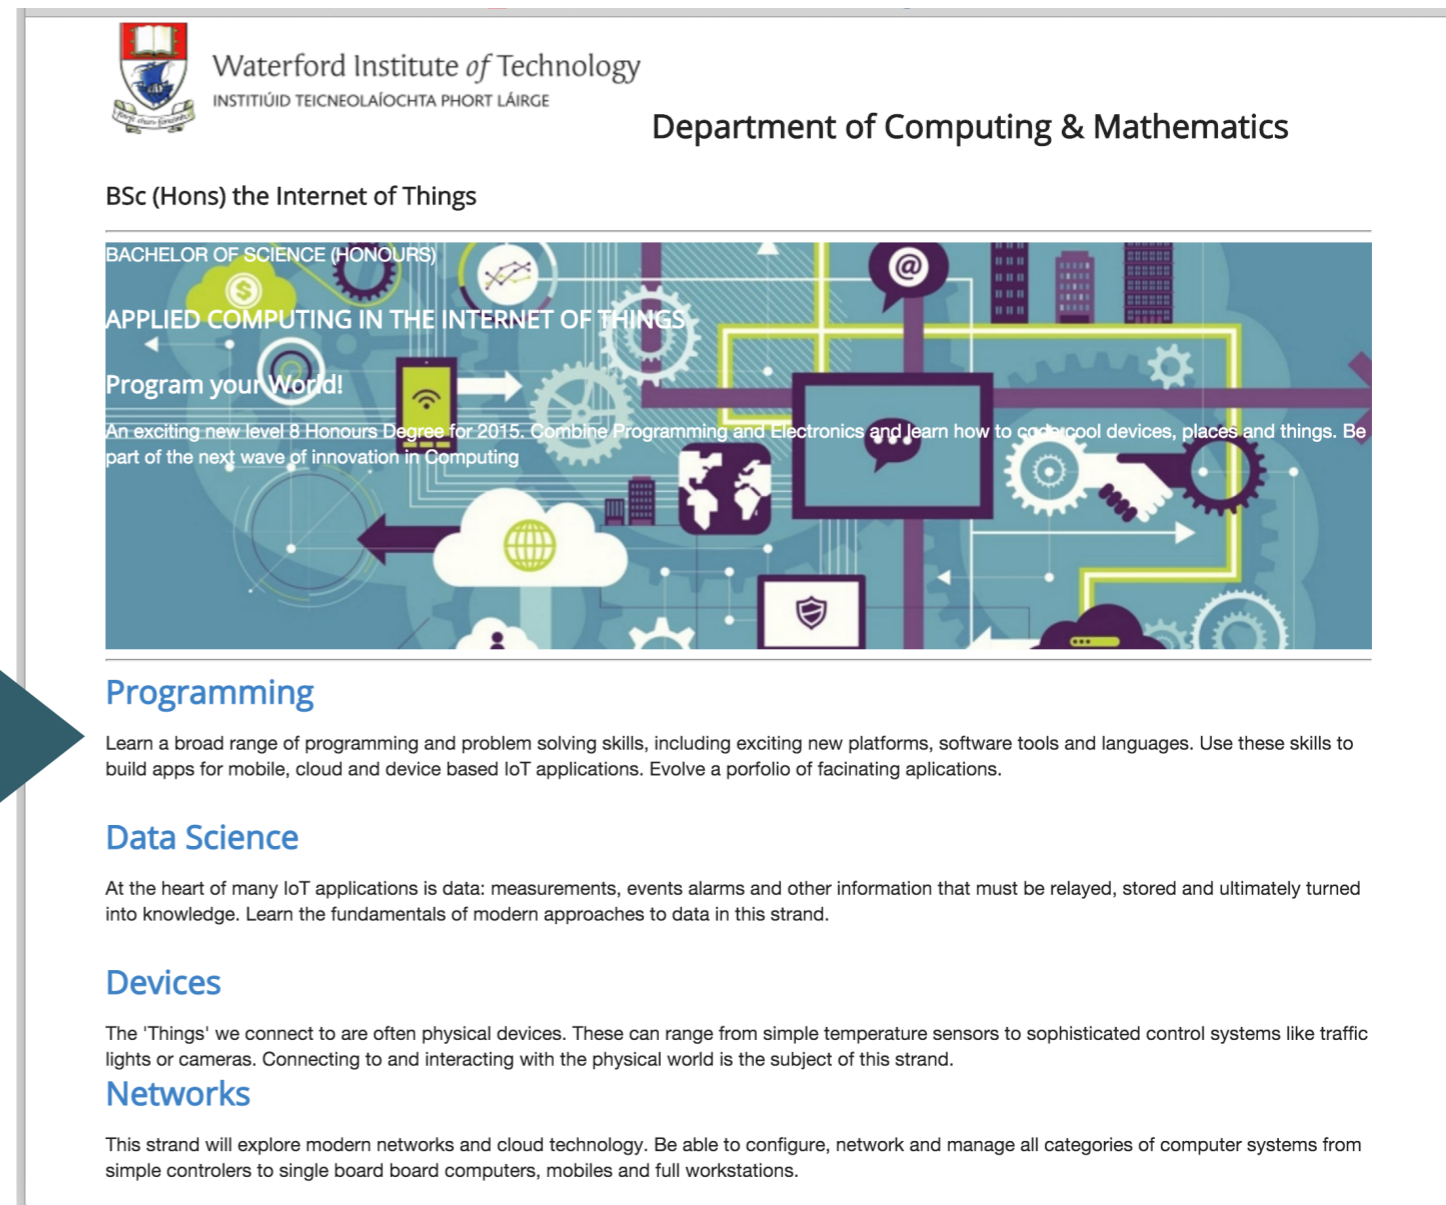 Waterford Institute of Technology
INSTITIÚID TEICNEOLAÍOCHTA PHORT LÁIRGE
Department of Computing & Mathematics
BSc (Hons) the Internet of Things
BACHELOR OF SCIENCE (HONOURS)
APPLIED COMPUTING IN THE INTERNET OF THINGS
Program your World!
An exciting new level 8 Honours Degree for 2015. Combine Programming and Electronics and learn how to code cool devices, places and things. Be
part of the next wave of innovation in Computing
Programming
Learn a broad range of programming and problem solving skills, including exciting new platforms, software tools and languages. Use these skills to
build apps for mobile, cloud and device based IoT applications. Evolve a porfolio of facinating aplications.
Data Science
At the heart of many IoT applications is data: measurements, events alarms and other information that must be relayed, stored and ultimately turned
into knowledge. Learn the fundamentals of modern approaches to data in this strand.
Devices
The 'Things' we connect to are often physical devices. These can range from simple temperature sensors to sophisticated control systems like traffic
lights or cameras. Connecting to and interacting with the physical world is the subject of this strand.
Networks
This strand will explore modern networks and cloud technology. Be able to configure, network and manage all categories of computer systems from
simple controlers to single board board computers, mobiles and full workstations.